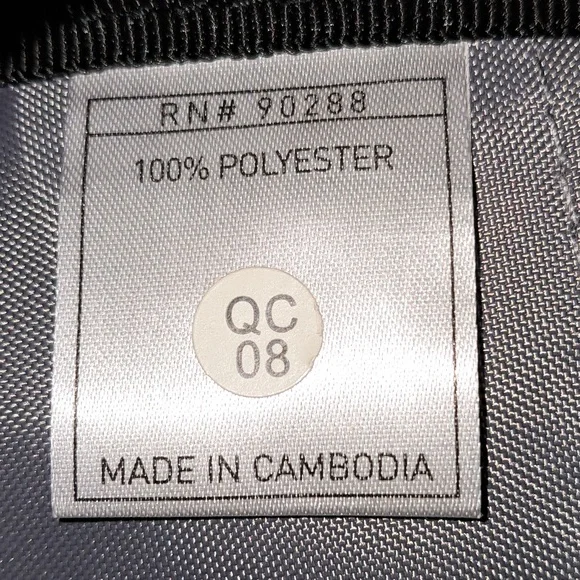 RN# 90288
100% POLYESTER
QC
08
MADE IN CAMBODIA